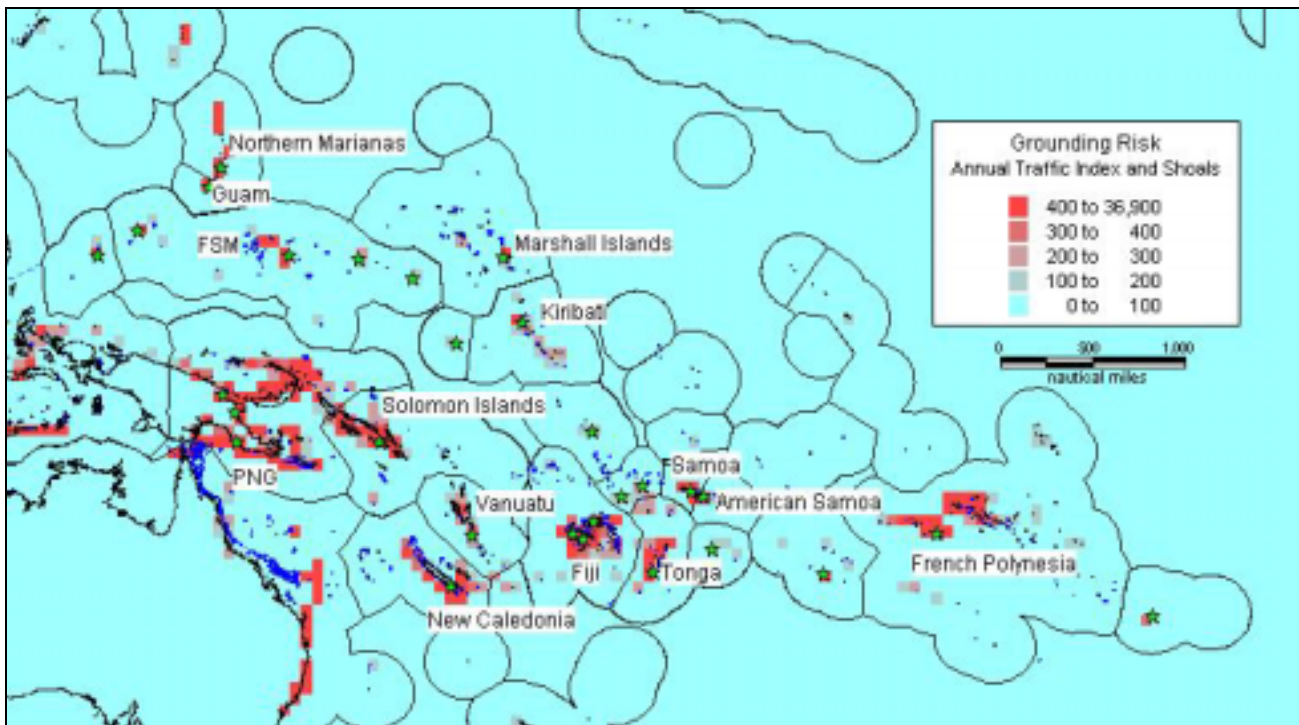 Northern Marianas
Guam
FSM
Marshall Islands
Kiribati
Solomon Islands
PNG
Vanuatu
Samoa
American Samoa
Fiji
Tonga
French Polynesia
New Caledonia
Grounding Risk
Annual Traffic Index and Shoals
400 to 36,900
300 to 400
200 to 300
100 to 200
0 to 100
0 500 1,000
nautical miles